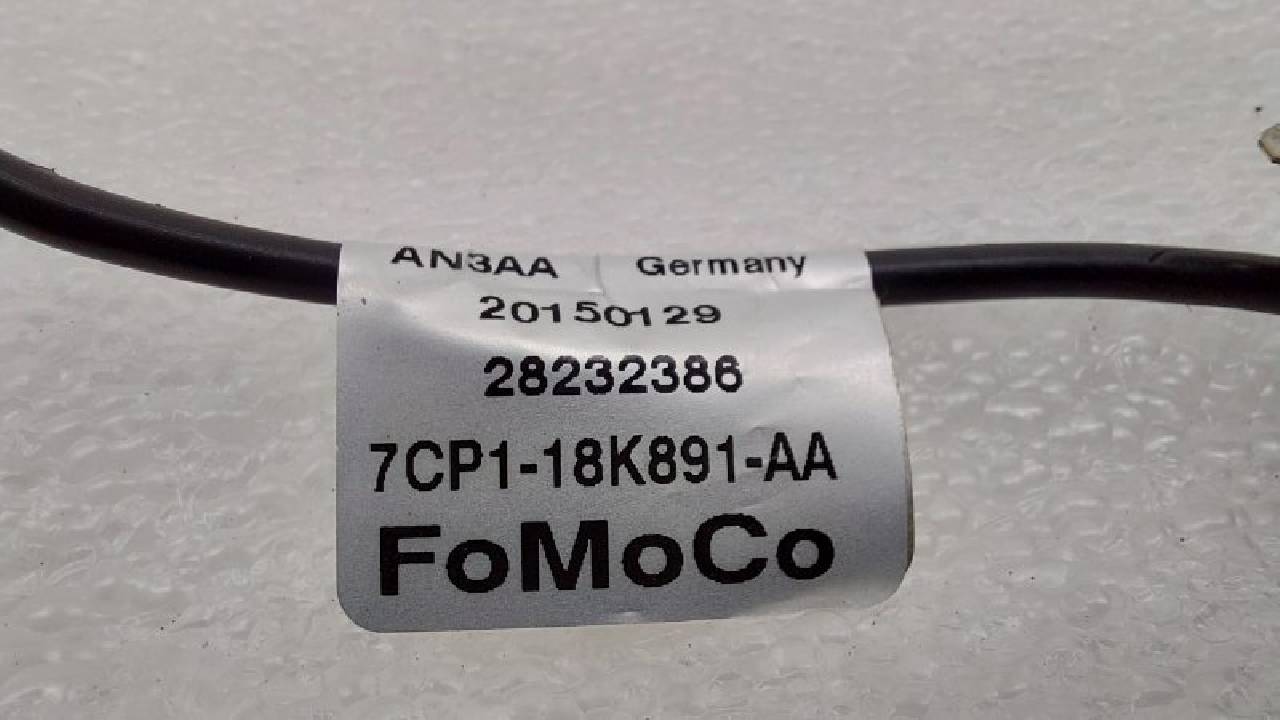 AN3AA Germany
20150129
28232386
7CP1-18K891-AA
FoMoCo